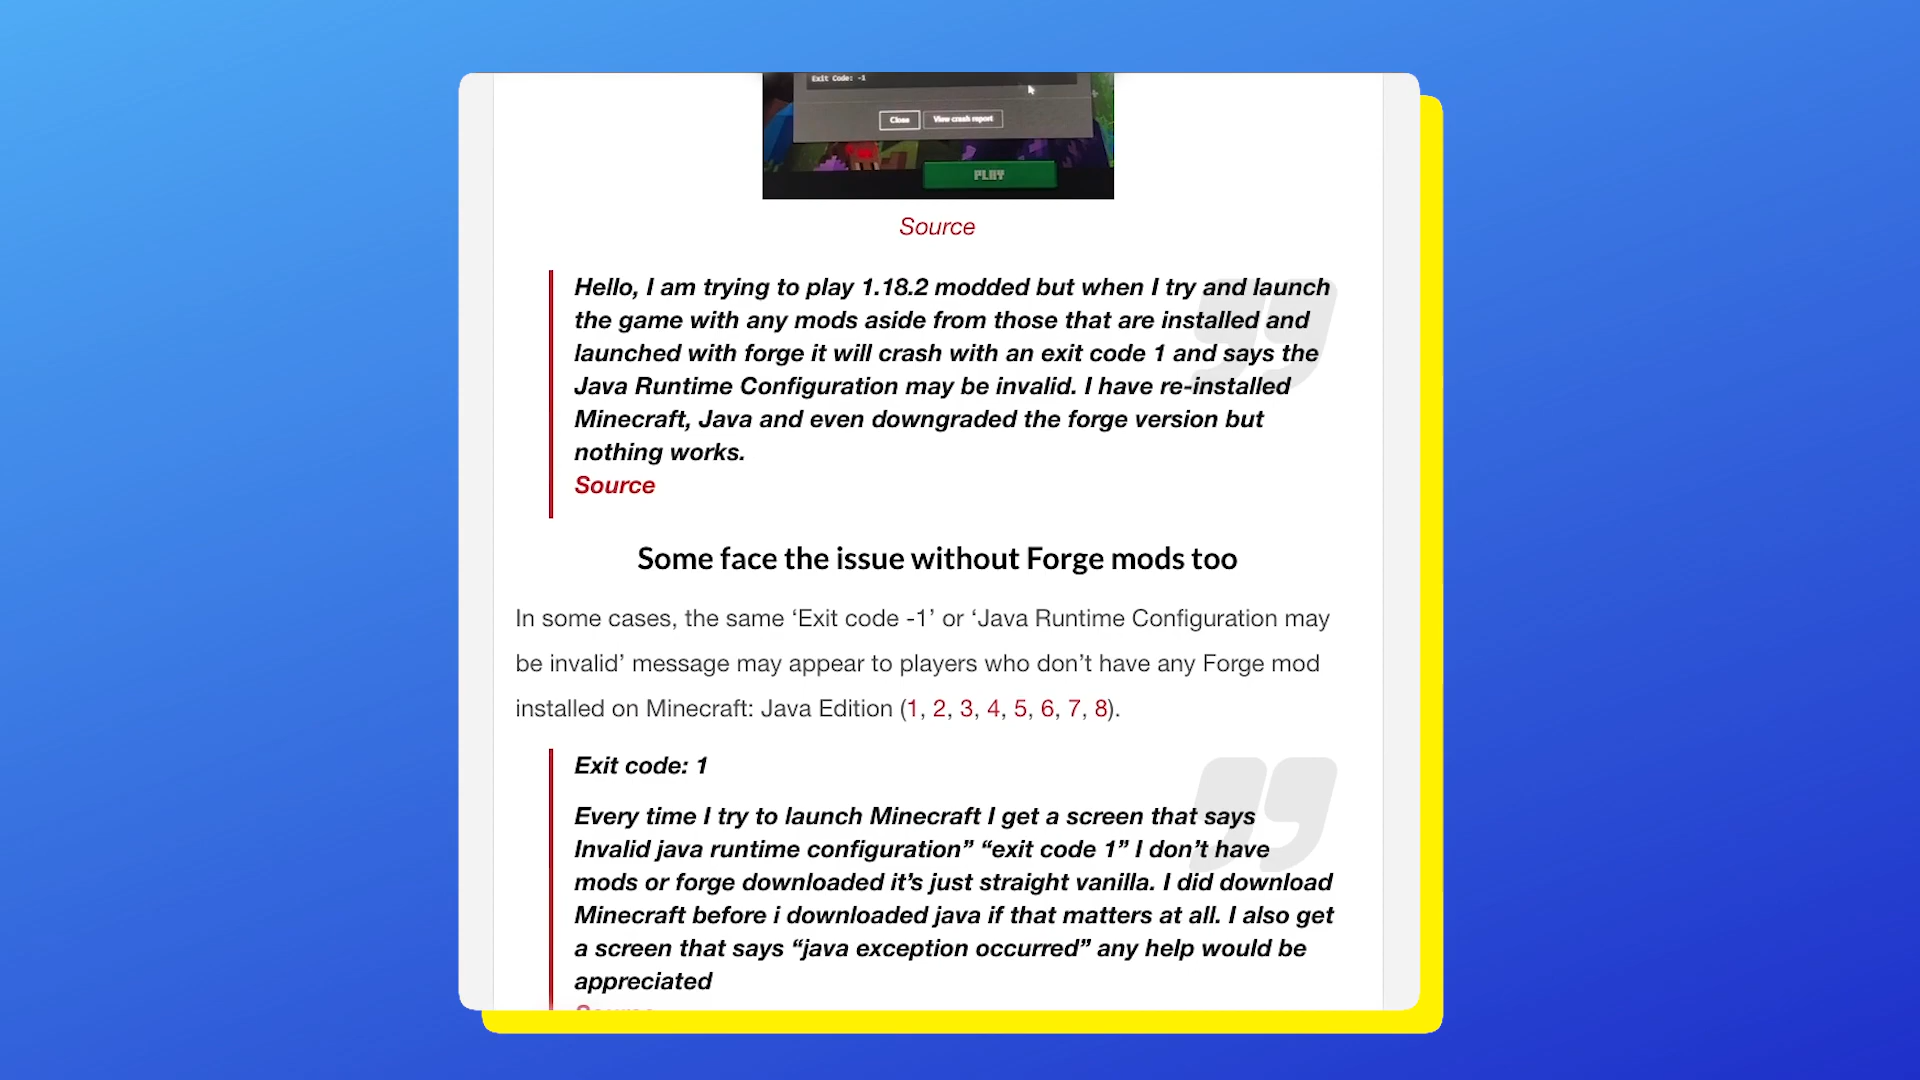 Exit Code: -1
Close View crash report
PLAY
Source
Hello, I am trying to play 1.18.2 modded but when I try and launch
the game with any mods aside from those that are installed and
launched with forge it will crash with an exit code 1 and says the
Java Runtime Configuration may be invalid. I have re-installed
Minecraft, Java and even downgraded the forge version but
nothing works.
Source
Some face the issue without Forge mods too
In some cases, the same ‘Exit code -1’ or ‘Java Runtime Configuration may
be invalid’ message may appear to players who don’t have any Forge mod
installed on Minecraft: Java Edition (1, 2, 3, 4, 5, 6, 7, 8).
Exit code: 1
Every time I try to launch Minecraft I get a screen that says
Invalid java runtime configuration” “exit code 1” I don’t have
mods or forge downloaded it’s just straight vanilla. I did download
Minecraft before i downloaded java if that matters at all. I also get
a screen that says “java exception occurred” any help would be
appreciated